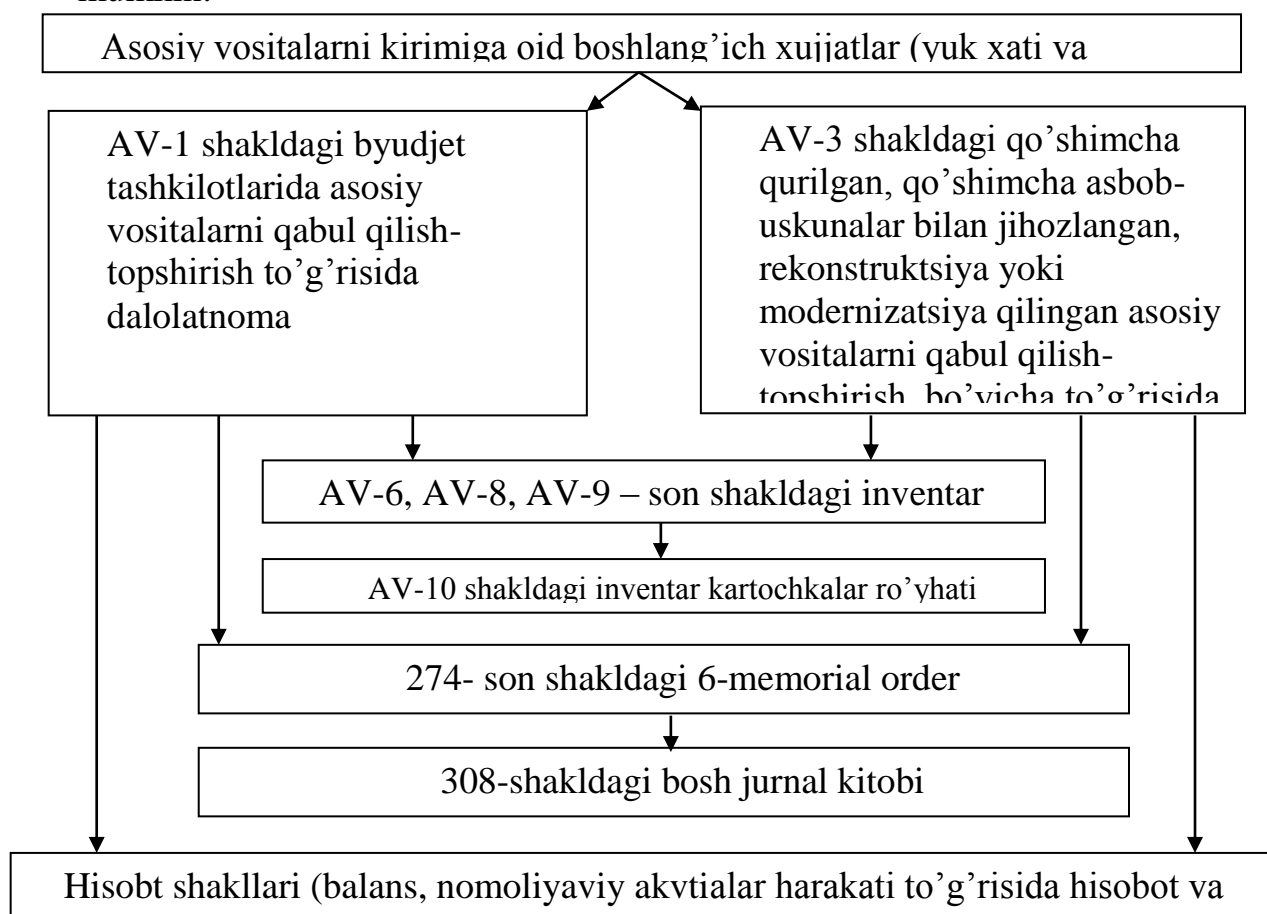 Asosiy vositalarni kirimiga oid boshlang’ich xujjatlar (yuk xati va
AV-1 shakldagi byudjet
tashkilotlarida asosiy
vositalarni qabul qilish-
topshirish to’g’risida
dalolatnoma
AV-3 shakldagi qo’shimcha
qurilgan, qo’shimcha asbob-
uskunalar bilan jihozlangan,
rekonstruktsiya yoki
modernizatsiya qilingan asosiy
vositalarni qabul qilish-
topshirish bo’yicha to’g’risida
AV-6, AV-8, AV-9 – son shakldagi inventar
AV-10 shakldagi inventar kartochkalar ro’yhati
274- son shakldagi 6-memorial order
308-shakldagi bosh jurnal kitobi
Hisobt shakllari (balans, nomoliyaviy akvtialar harakati to’g’risida hisobot va